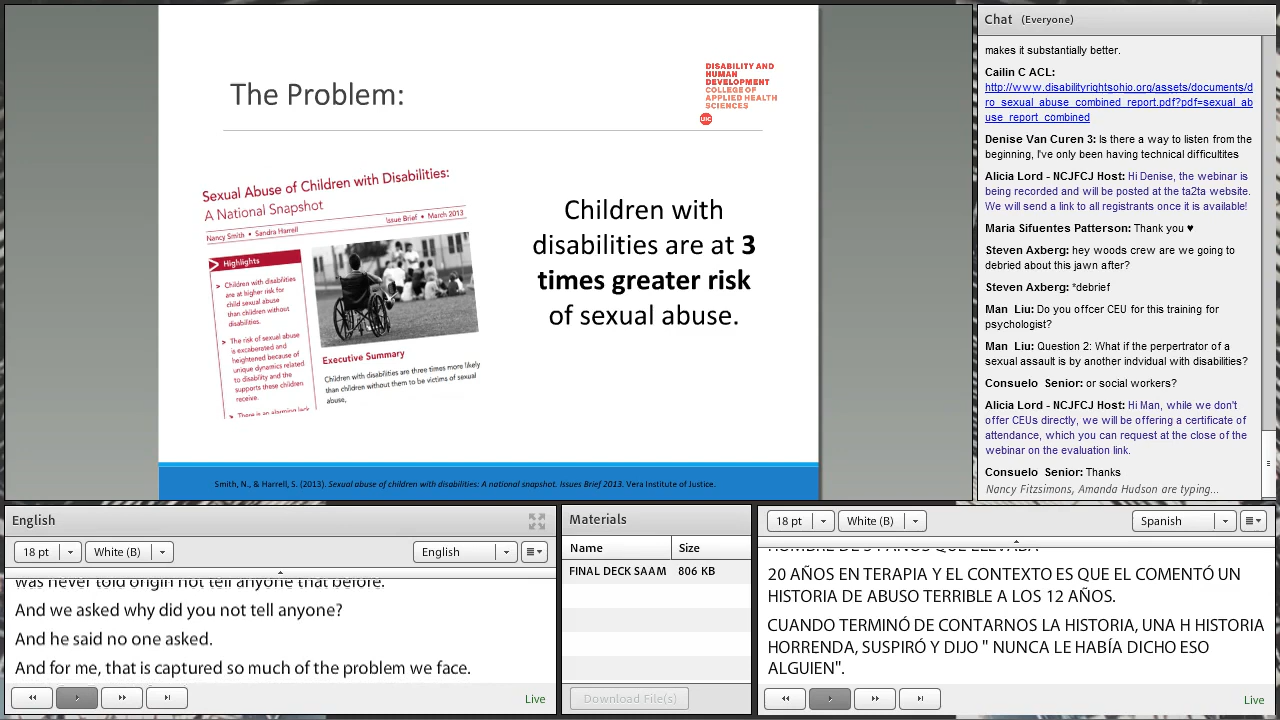 The Problem:
DISABILITY AND
HUMAN
DEVELOPMENT
COLLEGE OF
APPLIED HEALTH
SCIENCES
UIC
Sexual Abuse of Children with Disabilities:
A National Snapshot
Issue Brief • March 2013
Nancy Smith • Sandra Harrell
Highlights
> Children with disabilities
are at higher risk for
child sexual abuse
than children without
disabilities.
> The risk of sexual abuse
is exacerbated and
heightened because of
unique dynamics related
to disability and the
supports these children
receive.
> There is an alarming lack
Executive Summary
Children with disabilities are three times more likely
than children without them to be victims of sexual
abuse,
Children with
disabilities are at 3
times greater risk
of sexual abuse.
Smith, N., & Harrell, S. (2013). Sexual abuse of children with disabilities: A national snapshot. Issues Brief 2013. Vera Institute of Justice.
Chat (Everyone)
makes it substantially better.
Cailin C ACL:
http://www.disabilityrightsohio.org/assets/documents/d
ro_sexual_abuse_combined_report.pdf?pdf=sexual_ab
use_report_combined
Denise Van Curen 3: Is there a way to listen from the
beginning, I've only been having technical difficultites
Alicia Lord - NCJFCJ Host: Hi Denise, the webinar is
being recorded and will be posted at the ta2ta website.
We will send a link to all registrants once it is available!
Maria Sifuentes Patterson: Thank you ♥
Steven Axberg: hey woods crew are we going to
debried about this jawn after?
Steven Axberg: *debrief
Man Liu: Do you offcer CEU for this training for
psychologist?
Man Liu: Question 2: What if the perpertrator of a
sexual assault is by another indvidual with disabilities?
Consuelo Senior: or social workers?
Alicia Lord - NCJFCJ Host: Hi Man, while we don't
offer CEUs directly, we will be offering a certificate of
attendance, which you can request at the close of the
webinar on the evaluation link.
Consuelo Senior: Thanks
Nancy Fitzsimons, Amanda Hudson are typing...
English
18 pt White (B) English
was never told origin not tell anyone that before.
And we asked why did you not tell anyone?
And he said no one asked.
And for me, that is captured so much of the problem we face.
Live
Materials
Name Size
FINAL DECK SAAM 806 KB
Download File(s)
18 pt White (B) Spanish
20 AÑOS EN TERAPIA Y EL CONTEXTO ES QUE EL COMENTÓ UN
HISTORIA DE ABUSO TERRIBLE A LOS 12 AÑOS.
CUANDO TERMINÓ DE CONTARNOS LA HISTORIA, UNA H HISTORIA
HORRENDA, SUSPIRÓ Y DIJO " NUNCA LE HABÍA DICHO ESO
ALGUIEN".
Live